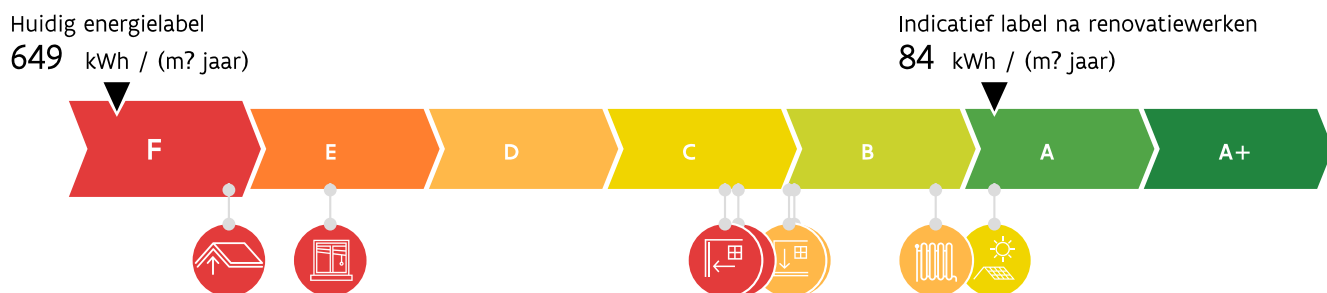 Huidig energielabel
649 kWh / (m? jaar)
Indicatief label na renovatiewerken
84 kWh / (m? jaar)
F E D C B A A+